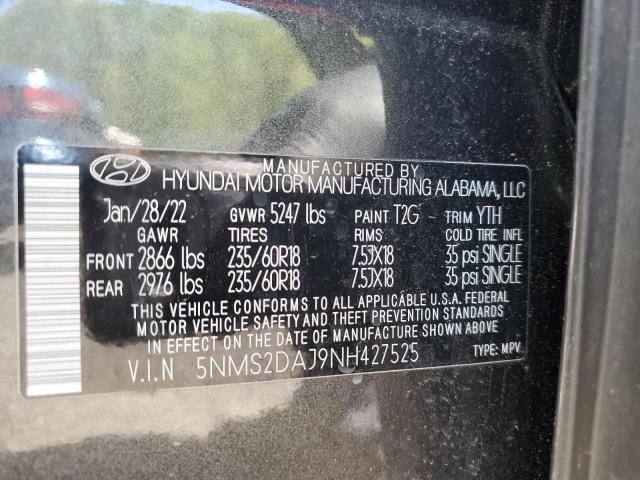 MANUFACTURED BY
HYUNDAI MOTOR MANUFACTURING ALABAMA, LLC
Jan/28/22 GVWR 5247 lbs PAINT T2G TRIM YTH
GAWR TIRES RIMS COLD TIRE INFL
FRONT 2866 lbs 235/60R18 7.5JX18 35 psi SINGLE
REAR 2976 lbs 235/60R18 7.5JX18 35 psi SINGLE
THIS VEHICLE CONFORMS TO ALL APPLICABLE U.S.A. FEDERAL
MOTOR VEHICLE SAFETY AND THEFT PREVENTION STANDARDS
IN EFFECT ON THE DATE OF MANUFACTURE SHOWN ABOVE.
V.I.N 5NMS2DAJ9NH427525 TYPE: MPV